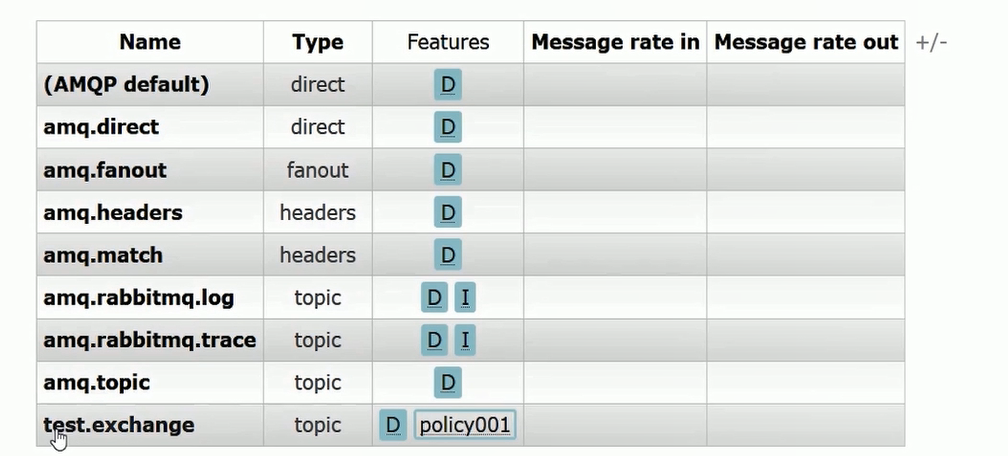 Name Type Features Message rate in Message rate out +/-
(AMQP default) direct D
amq.direct direct D
amq.fanout fanout D
amq.headers headers D
amq.match headers D
amq.rabbitmq.log topic D I
amq.rabbitmq.trace topic D I
amq.topic topic D
test.exchange topic D policy001